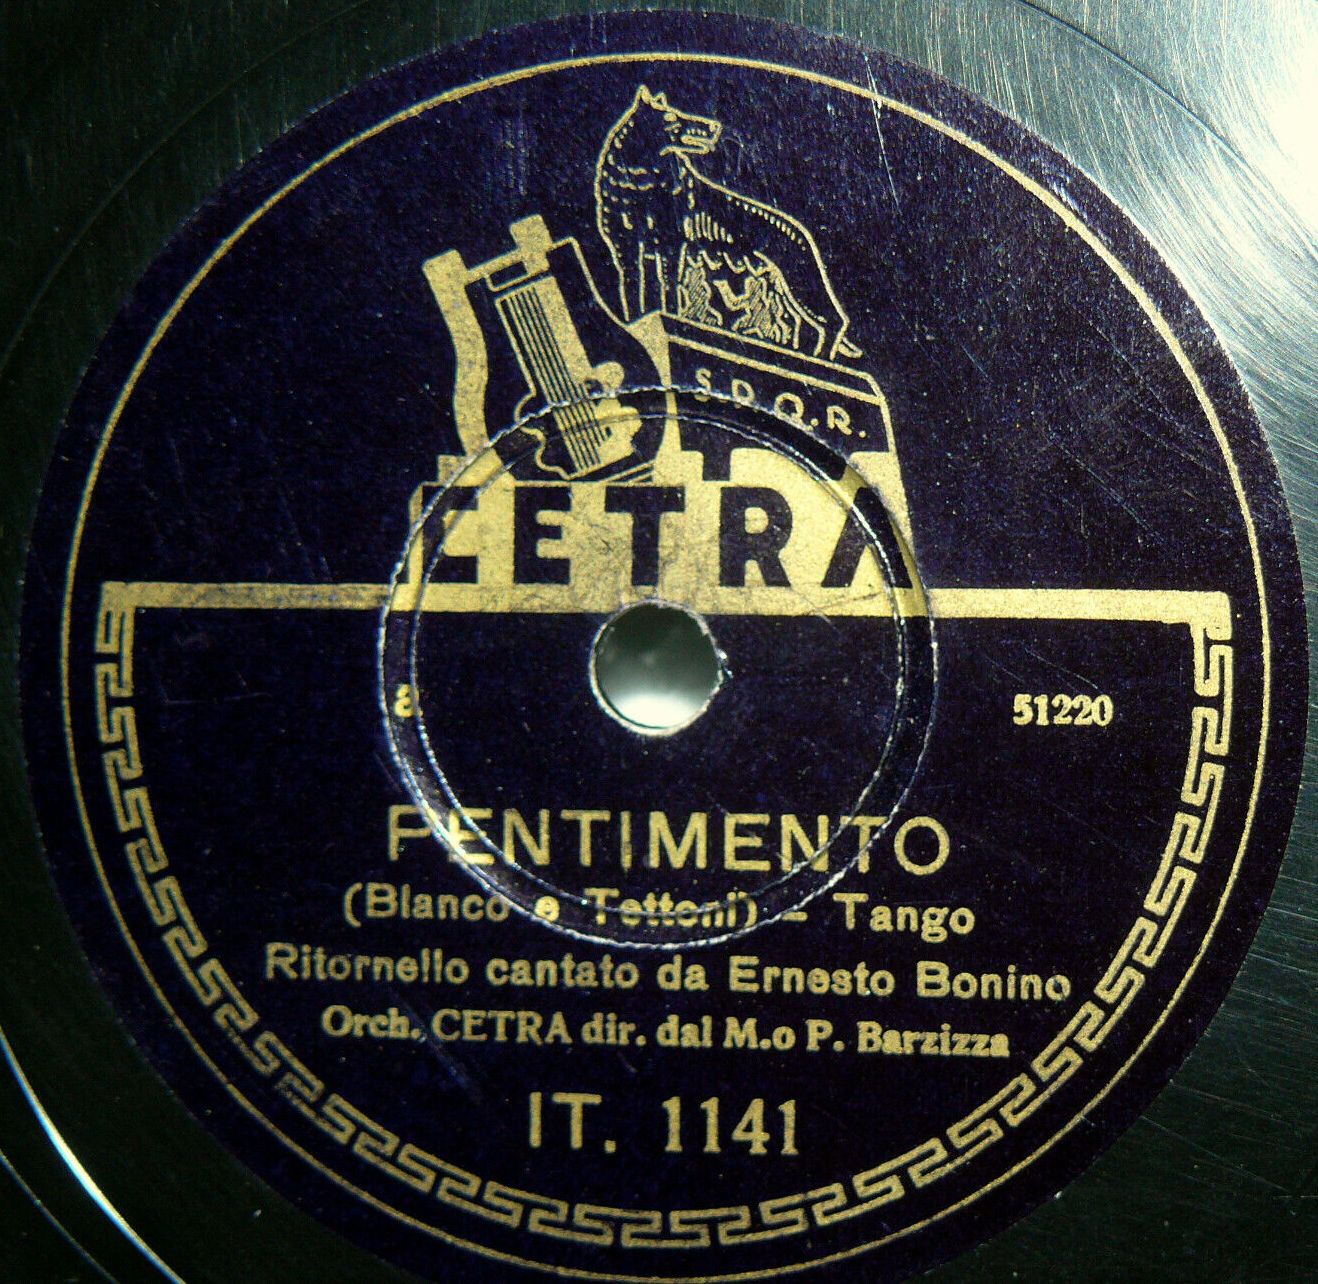 S.P.Q.R.
CETRA
a
51220
PENTIMENTO
(Blanco e Tettoni) - Tango
Ritornello cantato da Ernesto Bonino
Orch. CETRA dir. dal M.o P. Barzizza
IT. 1141